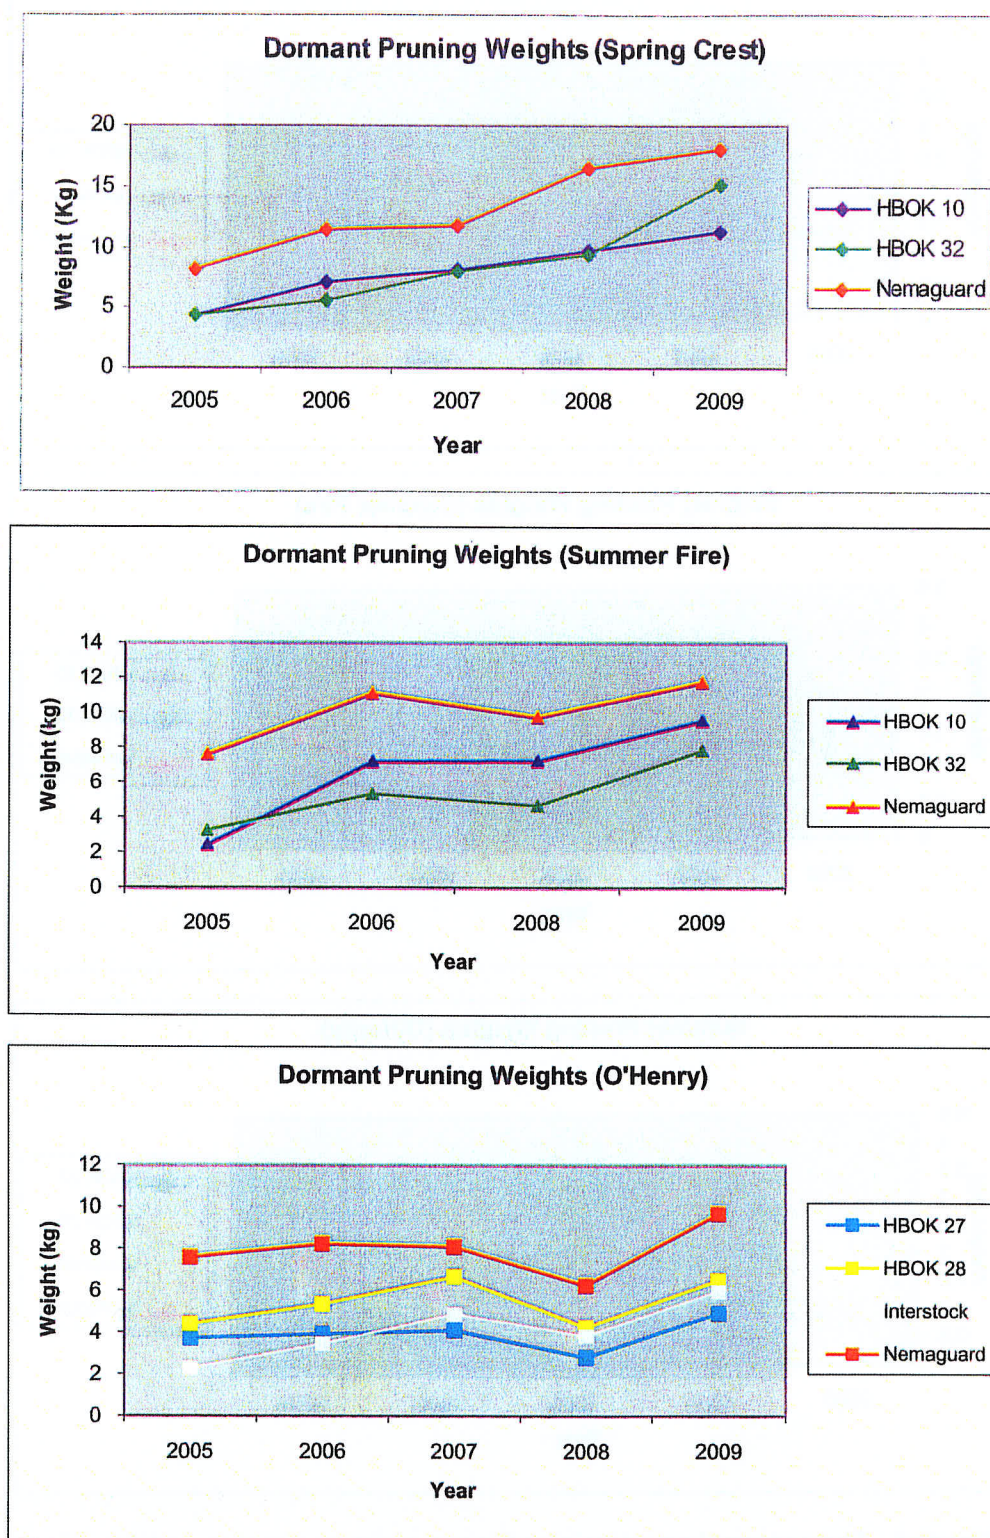 Dormant Pruning Weights (Spring Crest)
20
15
10
5
0
Weight (Kg)
2005 2006 2007 2008 2009
Year
HBOK 10
HBOK 32
Nemaguard
Dormant Pruning Weights (Summer Fire)
14
12
10
8
6
4
2
0
Weight (kg)
2005 2006 2008 2009
Year
HBOK 10
HBOK 32
Nemaguard
Dormant Pruning Weights (O'Henry)
12
10
8
6
4
2
0
Weight (kg)
2005 2006 2007 2008 2009
Year
HBOK 27
HBOK 28
Interstock
Nemaguard